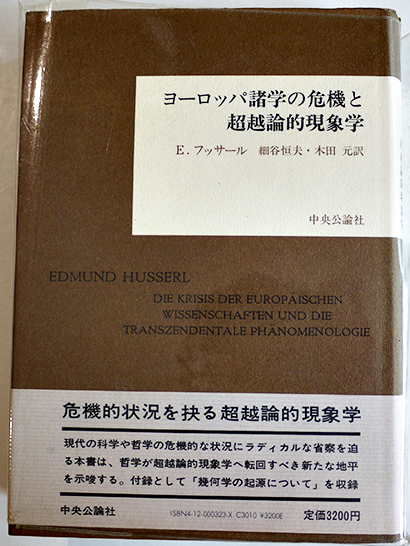 ヨーロッパ諸学の危機と
超越論的現象学
E. フッサール 細谷恒夫・木田 元訳
中央公論社
EDMUND HUSSERL
DIE KRISIS DER EUROPÄISCHEN
WISSENSCHAFTEN UND DIE
TRANSZENDENTALE PHÄNOMENOLOGIE
危機的状況を抉る超越論的現象学
現代の科学や哲学の危機的な状況にラディカルな省察を迫
る本書は、哲学が超越論的現象学へ転回すべき新たな地平
を示唆する。付録として「幾何学の起源について」を収録
中央公論社 ISBN4-12-000323-X C3010 ¥3200E 定価3200円